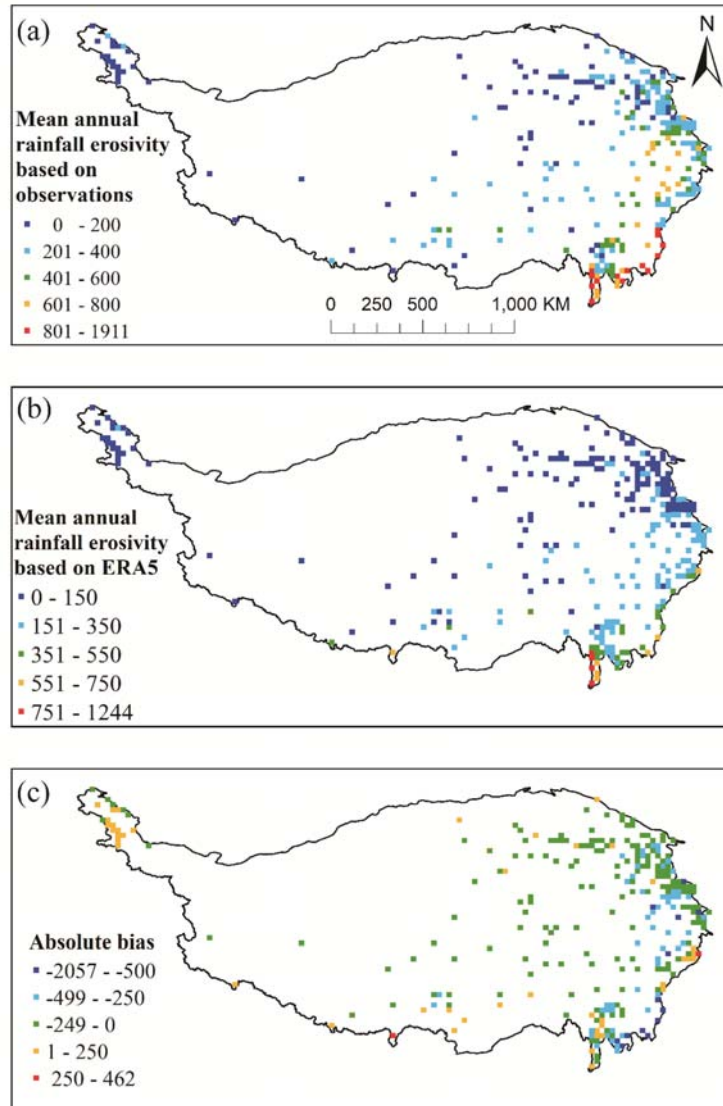 (a)
N
Mean annual
rainfall erosivity
based on
observations
0 - 200
201 - 400
401 - 600
601 - 800
801 - 1911
0 250 500 1,000 KM
(b)
Mean annual
rainfall erosivity
based on ERA5
0 - 150
151 - 350
351 - 550
551 - 750
751 - 1244
(c)
Absolute bias
-2057 - -500
-499 - -250
-249 - 0
1 - 250
250 - 462